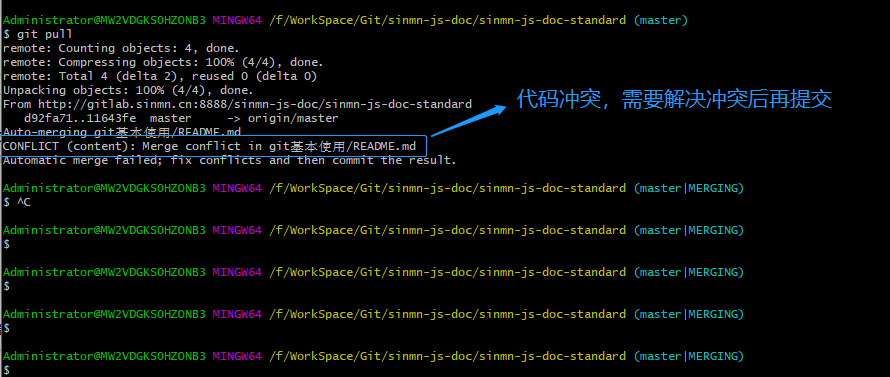 Administrator@MW2VDGKSOHZONB3 MINGW64 /f/WorkSpace/Git/sinmn-js-doc/sinmn-js-doc-standard (master)
$ git pull
remote: Counting objects: 4, done.
remote: Compressing objects: 100% (4/4), done.
remote: Total 4 (delta 2), reused 0 (delta 0)
Unpacking objects: 100% (4/4), done.
From http://gitlab.sinmn.cn:8888/sinmn-js-doc/sinmn-js-doc-standard
d92fa71..11643fe master -> origin/master
Auto-merging git基本使用/README.md
CONFLICT (content): Merge conflict in git基本使用/README.md
Automatic merge failed; fix conflicts and then commit the result.
代码冲突，需要解决冲突后再提交
Administrator@MW2VDGKSOHZONB3 MINGW64 /f/WorkSpace/Git/sinmn-js-doc/sinmn-js-doc-standard (master|MERGING)
$ ^C
Administrator@MW2VDGKSOHZONB3 MINGW64 /f/WorkSpace/Git/sinmn-js-doc/sinmn-js-doc-standard (master|MERGING)
$
Administrator@MW2VDGKSOHZONB3 MINGW64 /f/WorkSpace/Git/sinmn-js-doc/sinmn-js-doc-standard (master|MERGING)
$
Administrator@MW2VDGKSOHZONB3 MINGW64 /f/WorkSpace/Git/sinmn-js-doc/sinmn-js-doc-standard (master|MERGING)
$
Administrator@MW2VDGKSOHZONB3 MINGW64 /f/WorkSpace/Git/sinmn-js-doc/sinmn-js-doc-standard (master|MERGING)
$